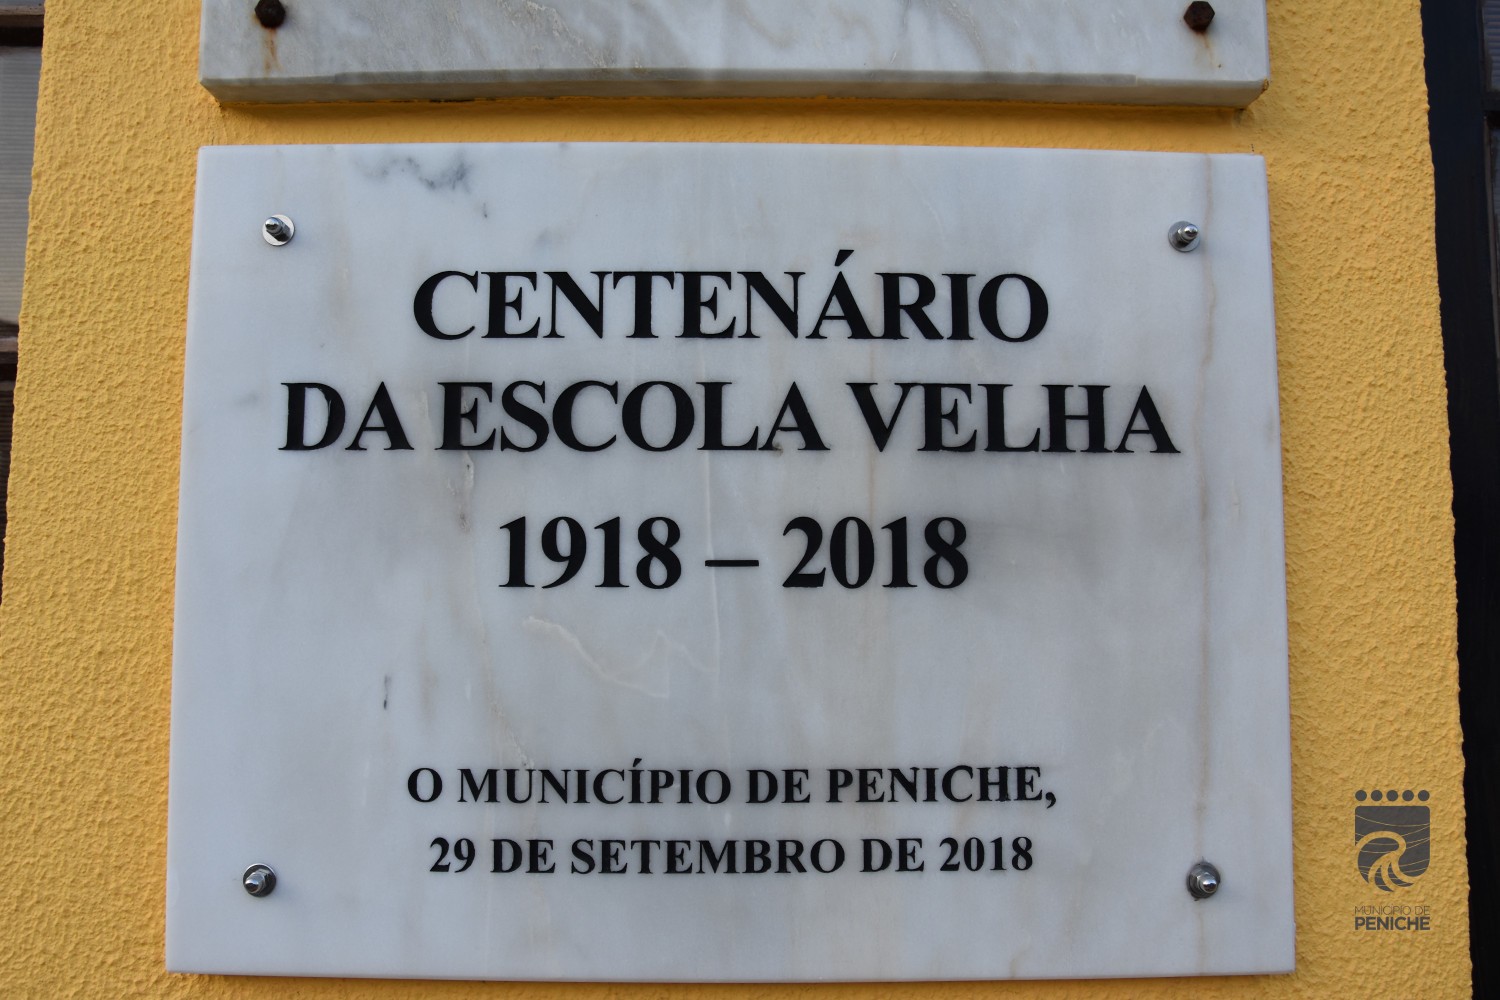 CENTENÁRIO
DA ESCOLA VELHA
1918 – 2018
O MUNICÍPIO DE PENICHE,
29 DE SETEMBRO DE 2018
MUNICÍPIO DE
PENICHE